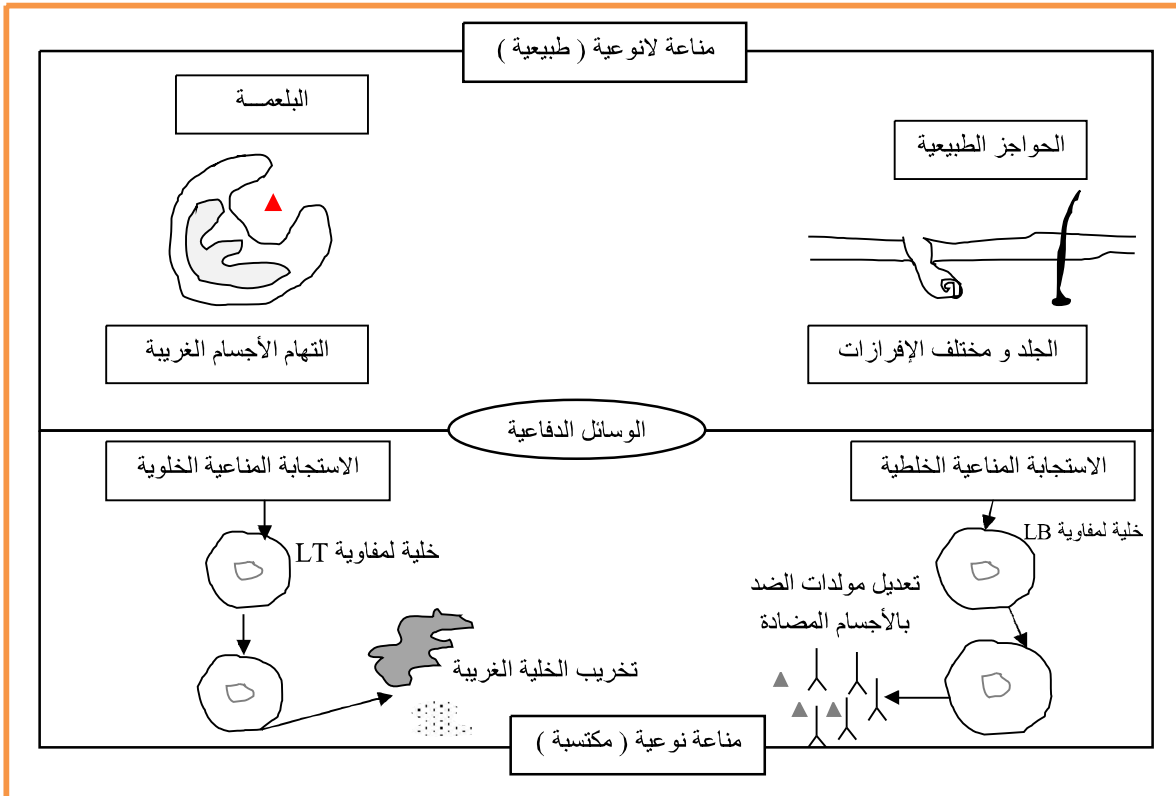 مناعة لانوعية ( طبيعية )
البلعمـــة
الحواجز الطبيعية
التهام الأجسام الغريبة
الجلد و مختلف الإفرازات
الوسائل الدفاعية
الاستجابة المناعية الخلطية
الاستجابة المناعية الخلوية
خلية لمفاوية LB
خلية لمفاوية LT
تعديل مولدات الضد
بالأجسام المضادة
تخريب الخلية الغريبة
مناعة نوعية ( مكتسبة )